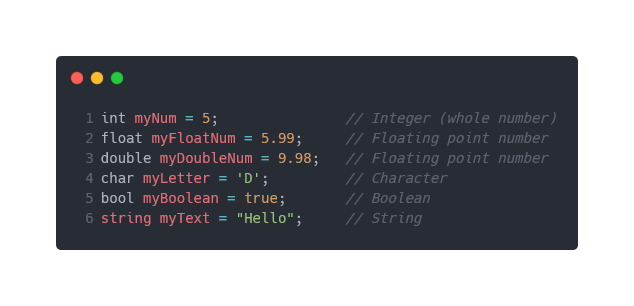 1 int myNum = 5;               // Integer (whole number)
2 float myFloatNum = 5.99;     // Floating point number
3 double myDoubleNum = 9.98;   // Floating point number
4 char myLetter = 'D';         // Character
5 bool myBoolean = true;       // Boolean
6 string myText = "Hello";     // String